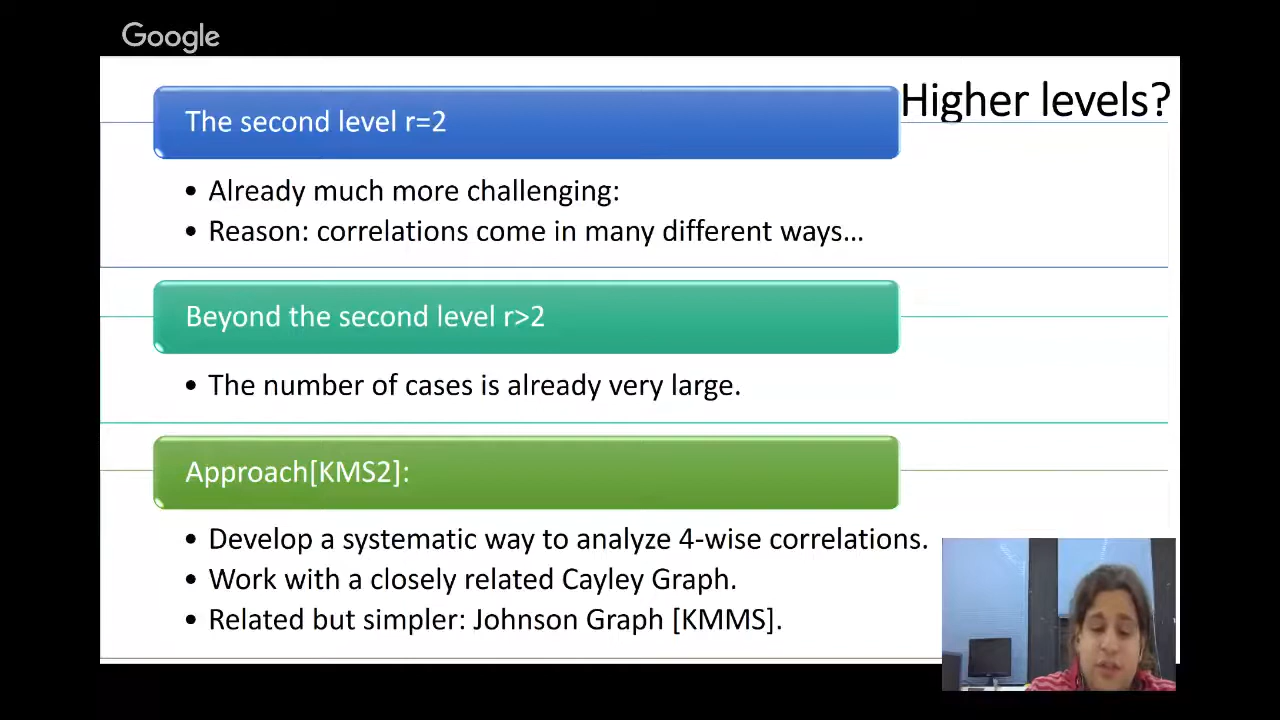 Google
Higher levels?
The second level r=2
• Already much more challenging:
• Reason: correlations come in many different ways…
Beyond the second level r>2
• The number of cases is already very large.
Approach[KMS2]:
• Develop a systematic way to analyze 4-wise correlations.
• Work with a closely related Cayley Graph.
• Related but simpler: Johnson Graph [KMMS].